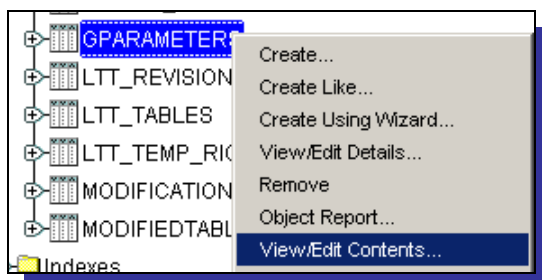 GPARAMETERS
LTT_REVISION
LTT_TABLES
LTT_TEMP_RIG
MODIFICATION
MODIFIEDTABL
Indexes
Create...
Create Like...
Create Using Wizard...
View/Edit Details...
Remove
Object Report...
View/Edit Contents...